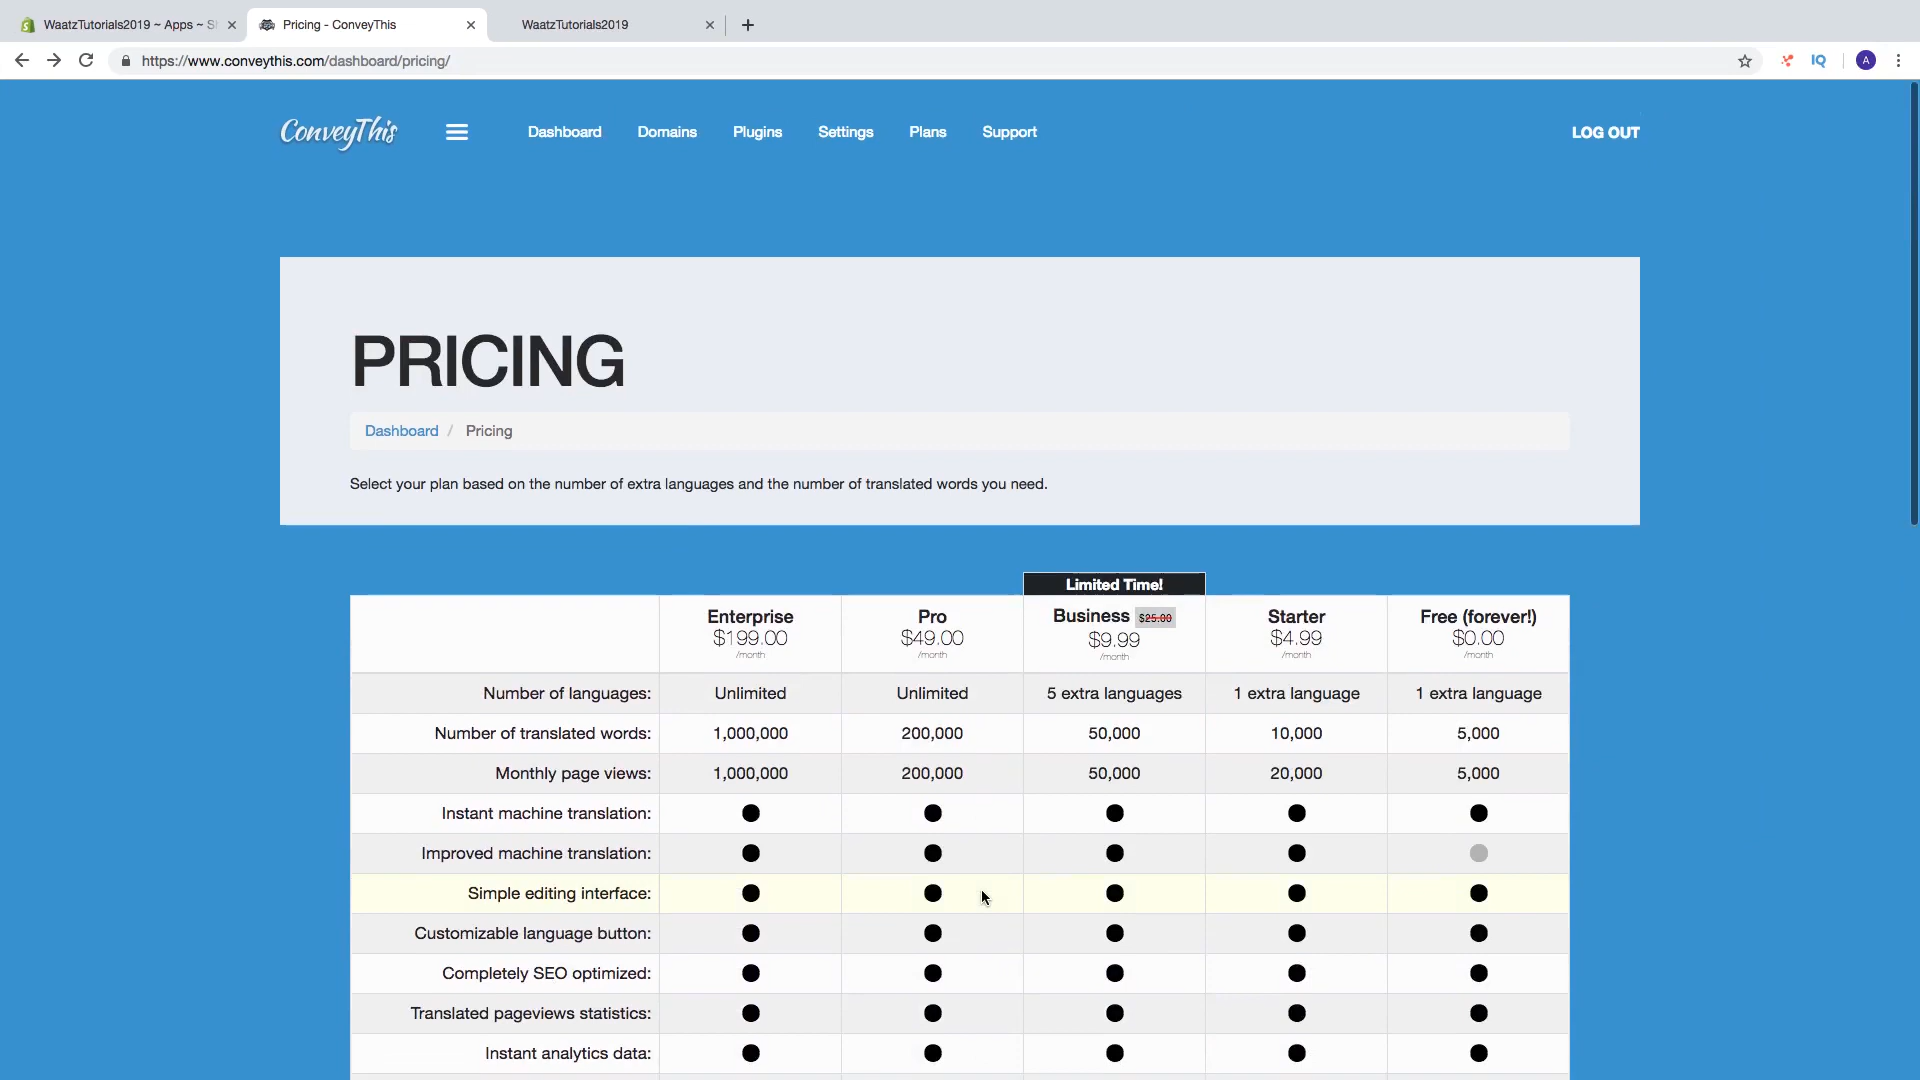 WaatzTutorials2019 ~ Apps ~ S
Pricing - ConveyThis
WaatzTutorials2019
https://www.conveythis.com/dashboard/pricing/
IQ
A
ConveyThis
Dashboard Domains Plugins Settings Plans Support
LOG OUT
PRICING
Dashboard / Pricing
Select your plan based on the number of extra languages and the number of translated words you need.
Limited Time!
Enterprise Pro Business $25.00 Starter Free (forever!)
$199.00 $49.00 $9.99 $4.99 $0.00
/month /month /month /month /month
Number of languages: Unlimited Unlimited 5 extra languages 1 extra language 1 extra language
Number of translated words: 1,000,000 200,000 50,000 10,000 5,000
Monthly page views: 1,000,000 200,000 50,000 20,000 5,000
Instant machine translation:
Improved machine translation:
Simple editing interface:
Customizable language button:
Completely SEO optimized:
Translated pageviews statistics:
Instant analytics data: